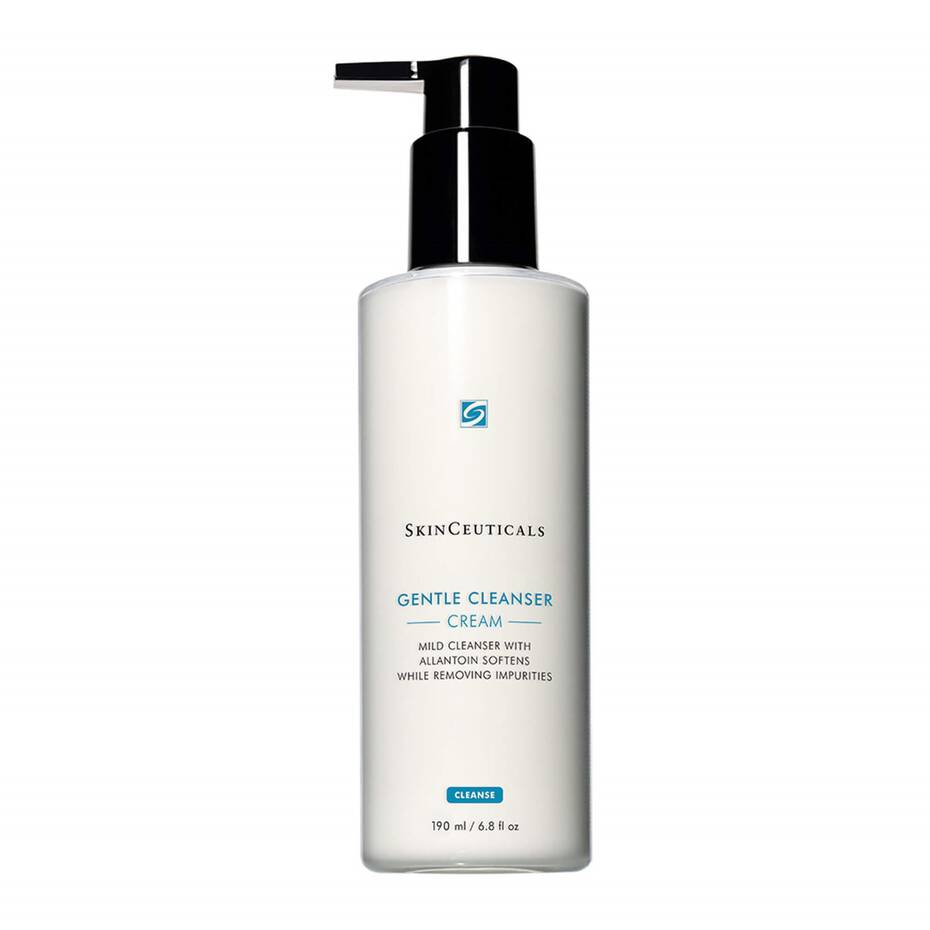 SKINCEUTICALS
GENTLE CLEANSER
CREAM
MILD CLEANSER WITH
ALLANTOIN SOFTENS
WHILE REMOVING IMPURITIES
CLEANSE
190 ml / 6.8 fl oz